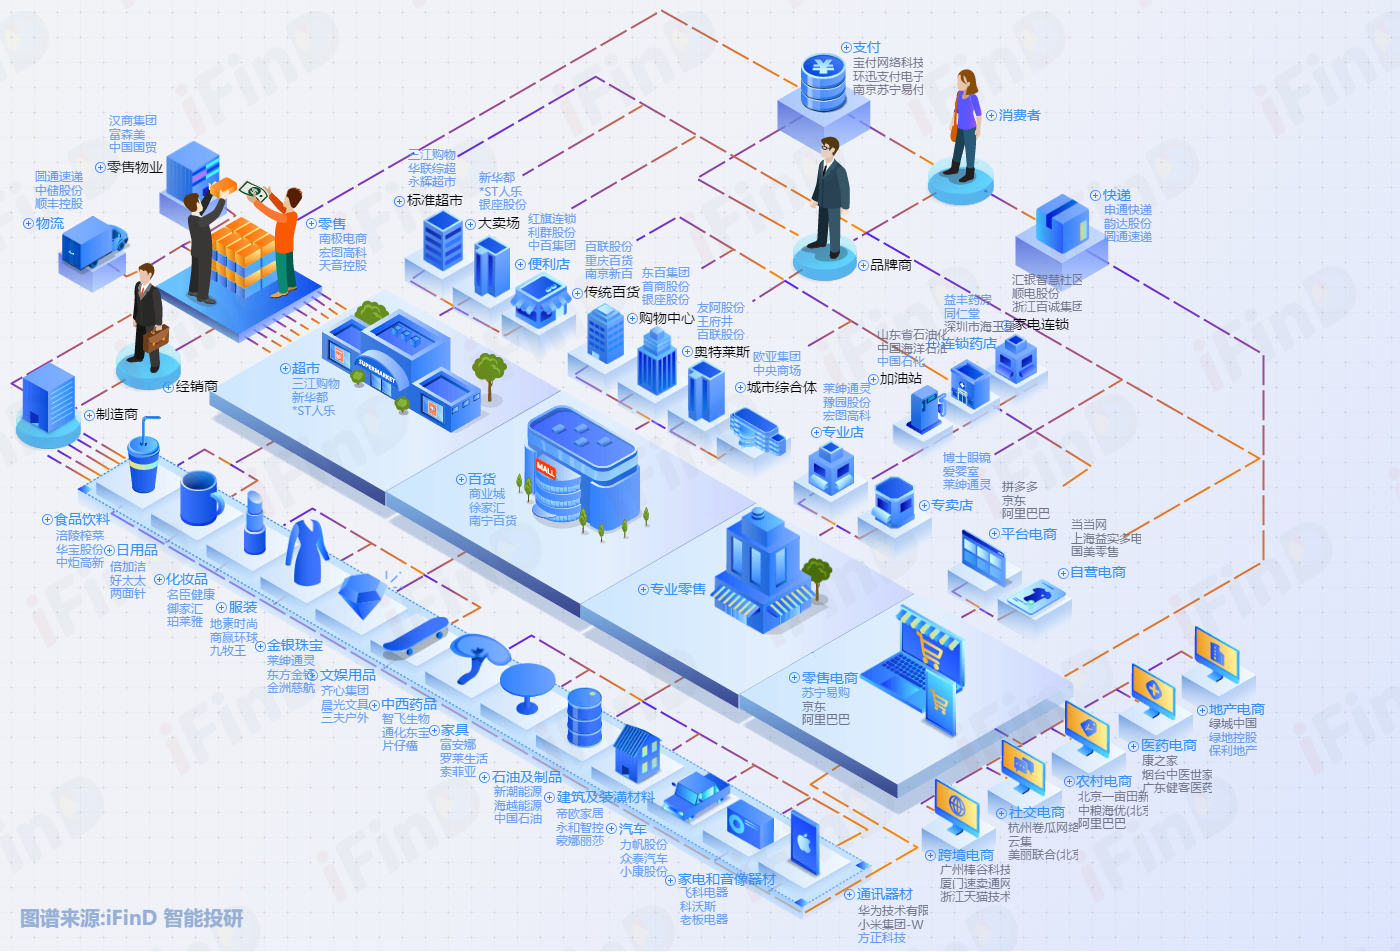 支付
宝付网络科技
环迅支付电子
南京苏宁易付
消费者
汉商集团
富森美
中国国贸
零售物业
圆通速递
中储股份
顺丰控股
物流
零售
南极电商
宏图高科
天音控股
三江购物
华联综超
永辉超市
标准超市
新华都
*ST人乐
银座股份
大卖场
红旗连锁
利群股份
中百集团
便利店
百联股份
重庆百货
南京新百
传统百货
东百集团
首商股份
银座股份
购物中心
友阿股份
王府井
百联股份
奥特莱斯
欧亚集团
中央商场
城市综合体
莱绅通灵
豫园股份
宏图高科
专业店
品牌商
快递
申通快递
韵达股份
圆通速递
汇银智慧社区
顺电股份
浙江百诚集团
家电连锁
益丰药房
同仁堂
深圳市海王星
连锁药店
山东省石油化
中国海洋石油
中国石化
加油站
博士眼镜
爱婴室
莱绅通灵
专卖店
拼多多
京东
阿里巴巴
平台电商
当当网
上海益实多电
国美零售
自营电商
经销商
制造商
超市
三江购物
新华都
*ST人乐
SUPERMARKET
百货
商业城
徐家汇
南宁百货
MALL
专业零售
零售电商
苏宁易购
京东
阿里巴巴
食品饮料
涪陵榨菜
华宝股份
中炬高新
日用品
倍加洁
好太太
两面针
化妆品
名臣健康
御家汇
珀莱雅
服装
地素时尚
商赢环球
九牧王
金银珠宝
莱绅通灵
东方金钰
金洲慈航
文娱用品
齐心集团
晨光文具
三夫户外
中西药品
智飞生物
通化东宝
片仔癀
家具
富安娜
罗莱生活
索菲亚
石油及制品
新潮能源
海越能源
中国石油
建筑及装潢材料
帝欧家居
永和智控
蒙娜丽莎
汽车
力帆股份
众泰汽车
小康股份
家电和音像器材
飞科电器
科沃斯
老板电器
通讯器材
华为技术有限
小米集团-W
方正科技
跨境电商
广州棒谷科技
厦门速卖通网
浙江天猫技术
社交电商
杭州卷瓜网络
云集
美丽联合(北京
农村电商
北京一亩田新
中粮海优(北京
阿里巴巴
医药电商
康之家
烟台中医世家
广东健客医药
地产电商
绿城中国
绿地控股
保利地产
图谱来源:iFinD 智能投研